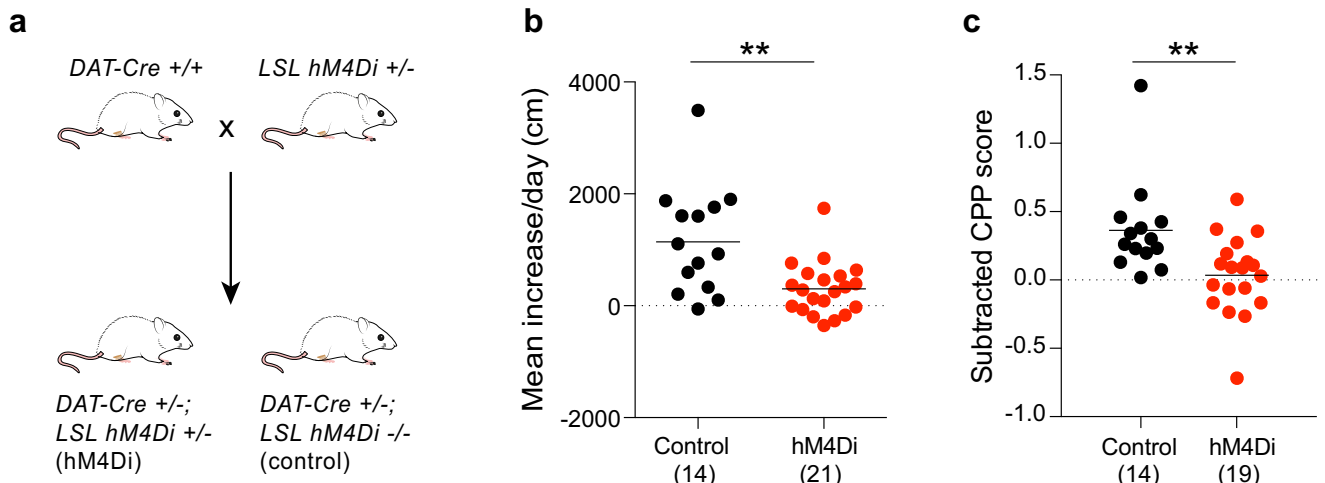 a
DAT-Cre +/+
LSL hM4Di +/-
x
DAT-Cre +/-;
LSL hM4Di +/-
(hM4Di)
DAT-Cre +/-;
LSL hM4Di -/-
(control)
b
**
Mean increase/day (cm)
4000
2000
0
-2000
Control
(14)
hM4Di
(21)
c
**
Subtracted CPP score
1.5
1.0
0.5
0.0
-0.5
-1.0
Control
(14)
hM4Di
(19)